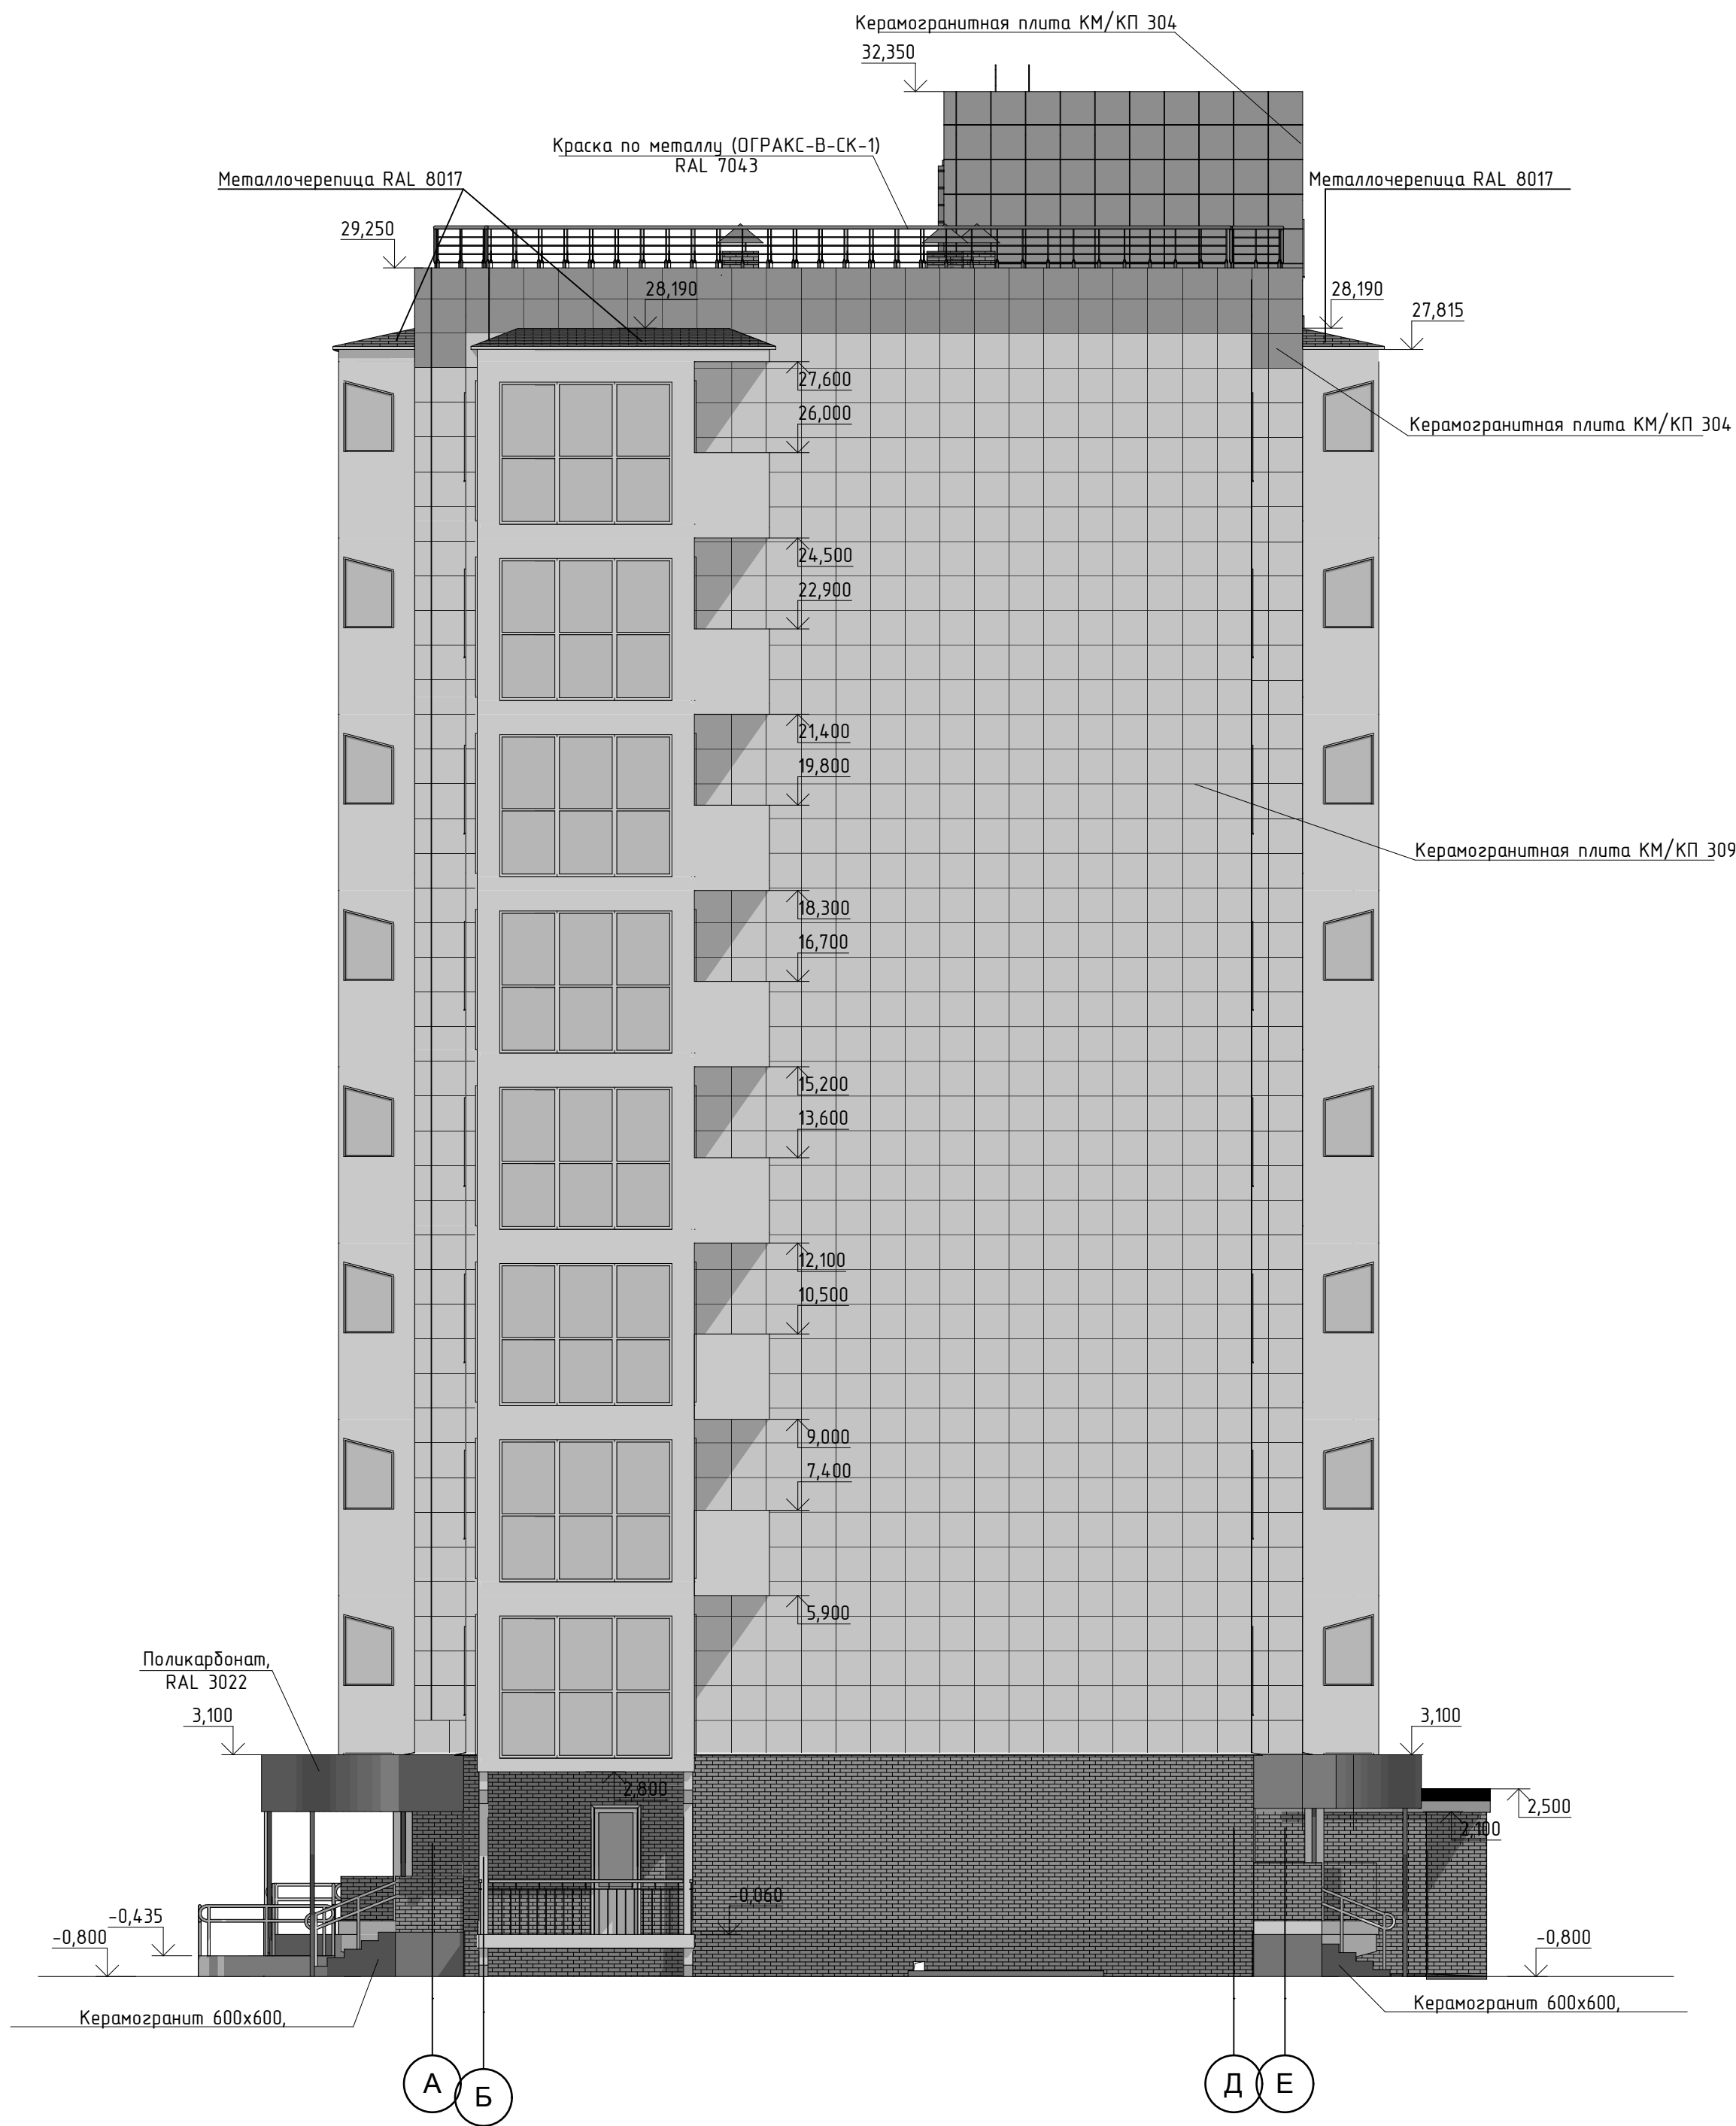 Керамогранитная плита КМ/КП 304
32,350
Краска по металлу (ОГРАКС-В-СК-1)
RAL 7043
Металлочерепица RAL 8017
Металлочерепица RAL 8017
29,250
28,190
28,190
27,815
27,600
26,000
Керамогранитная плита КМ/КП 304
24,500
22,900
21,400
19,800
Керамогранитная плита КМ/КП 309
18,300
16,700
15,200
13,600
12,100
10,500
9,000
7,400
5,900
Поликарбонат,
RAL 3022
3,100
3,100
2,800
2,500
2,100
-0,060
-0,435
-0,800
-0,800
Керамогранит 600х600,
Керамогранит 600х600,
А
Б
Д
Е